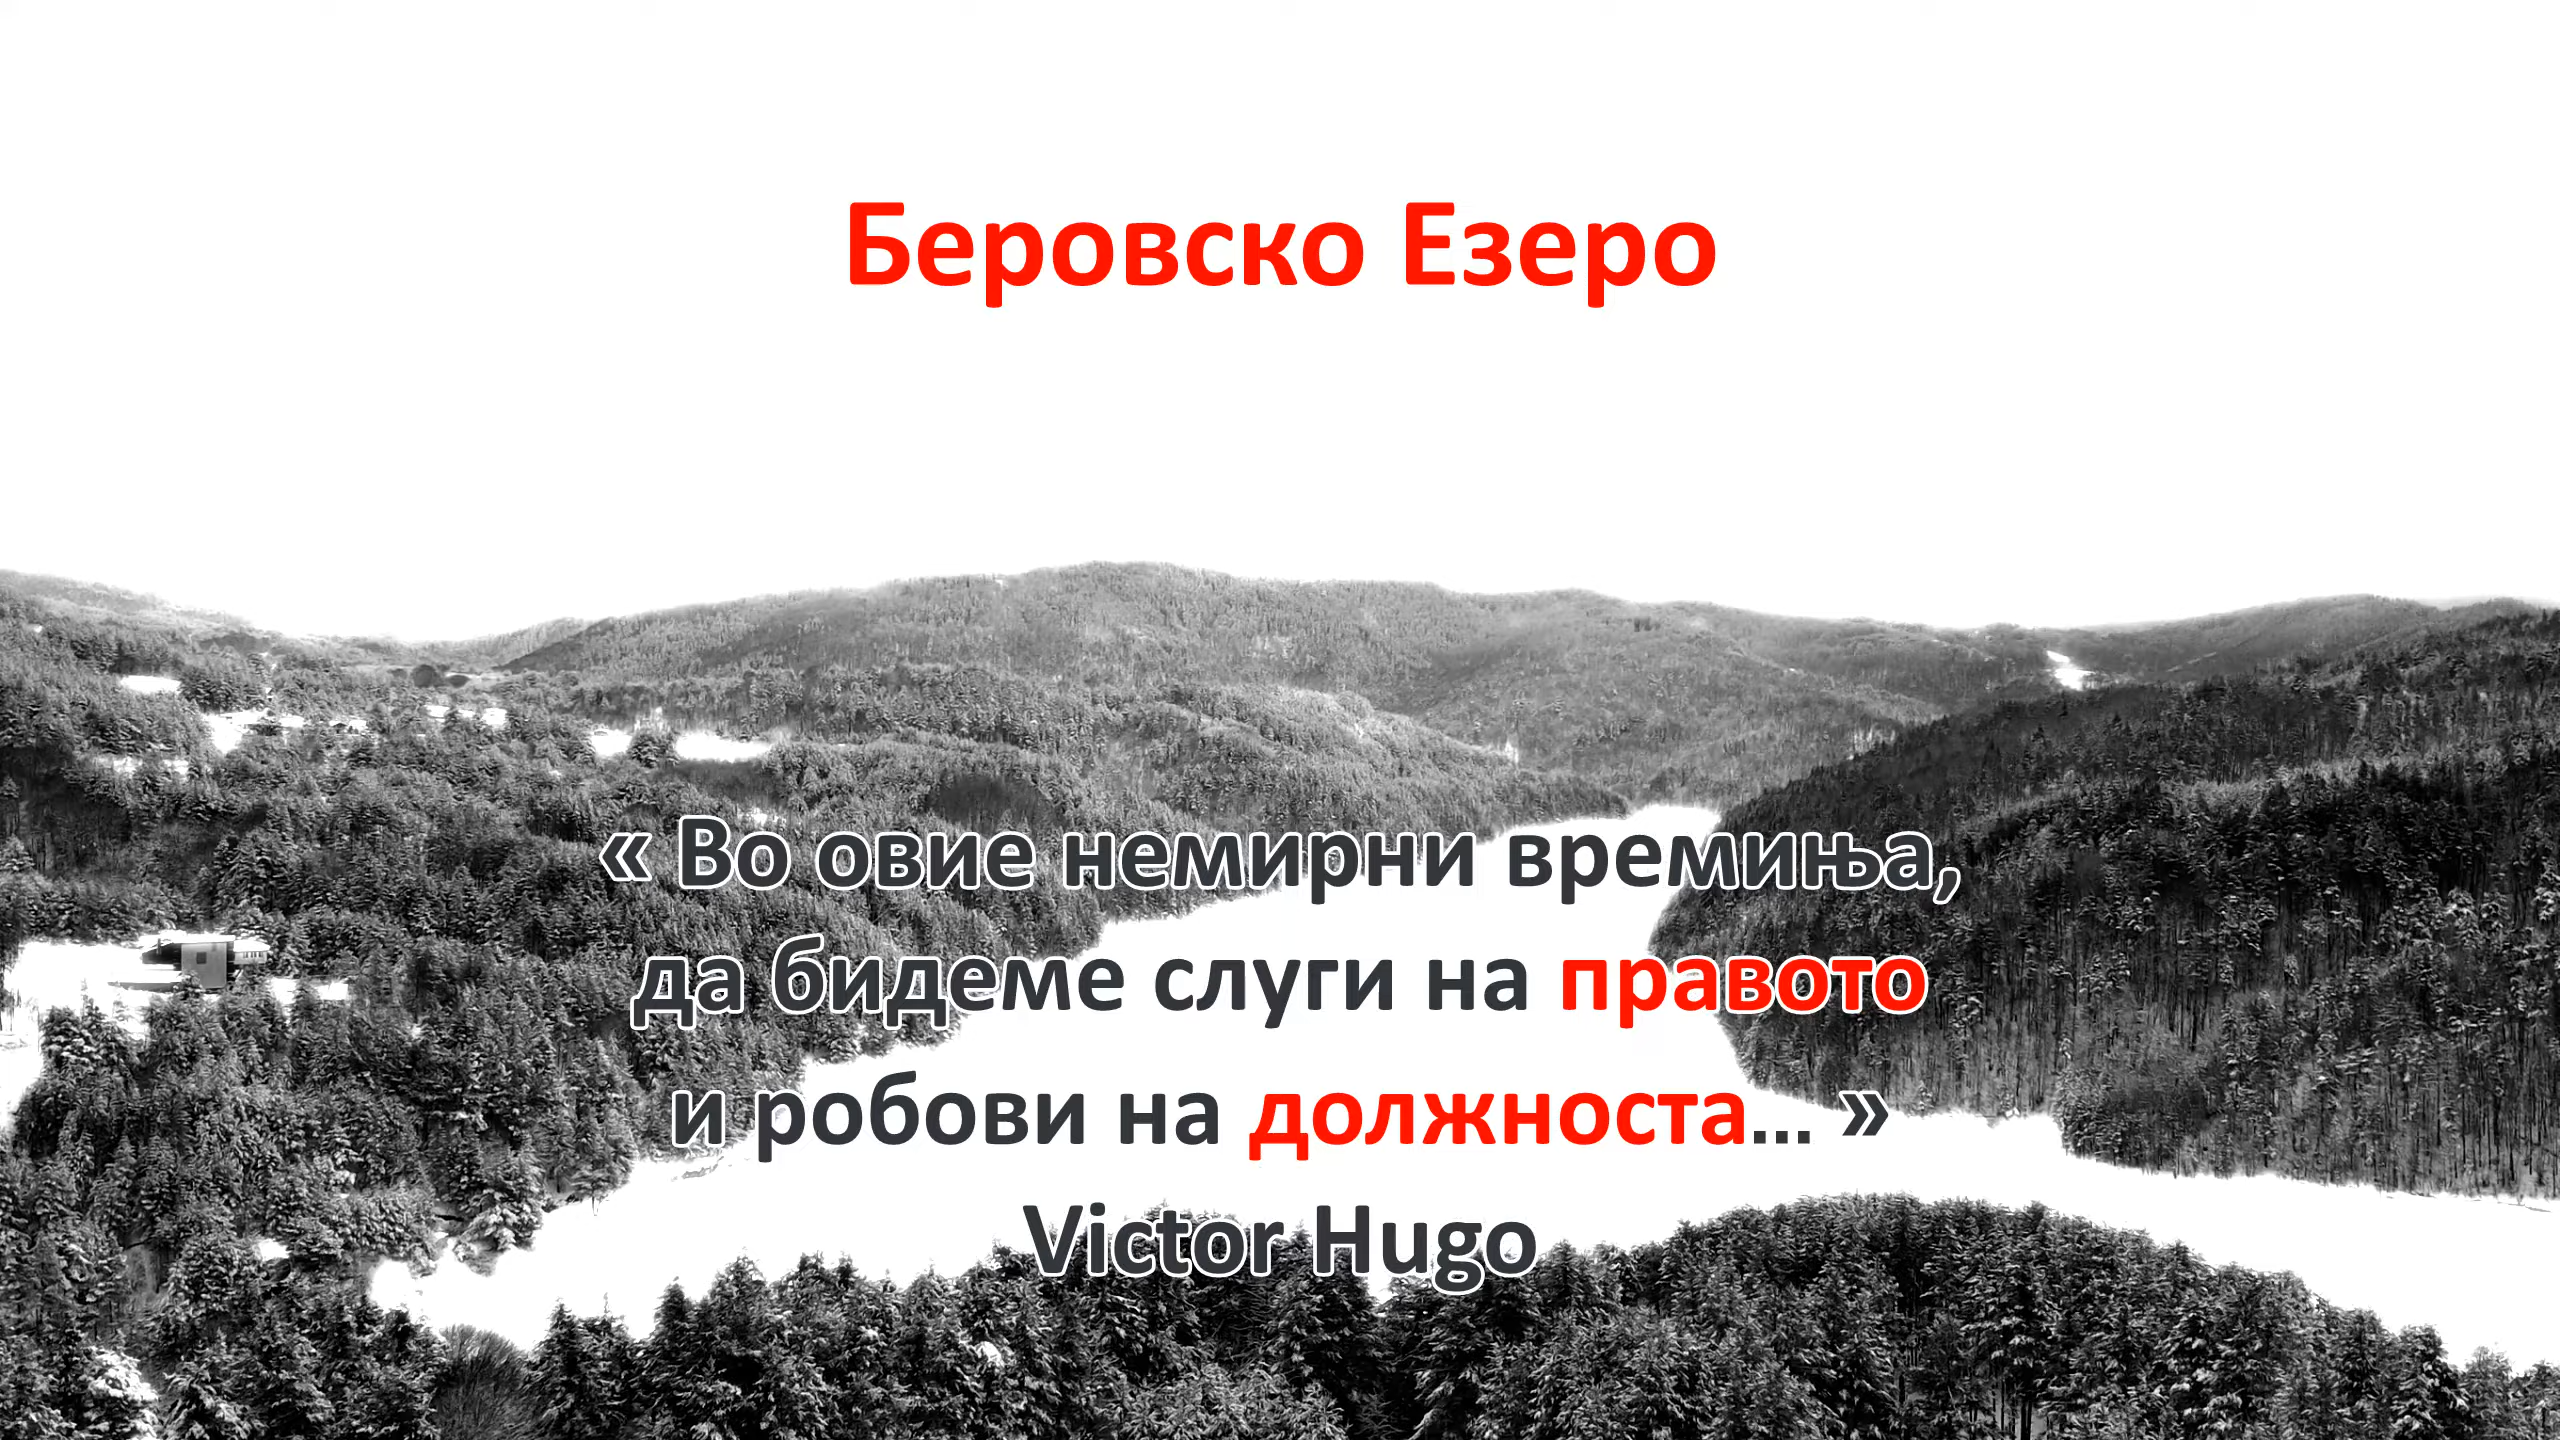 Беровско Езеро
« Во овие немирни времиња,
да бидеме слуги на правото
и робови на должноста... »
Victor Hugo